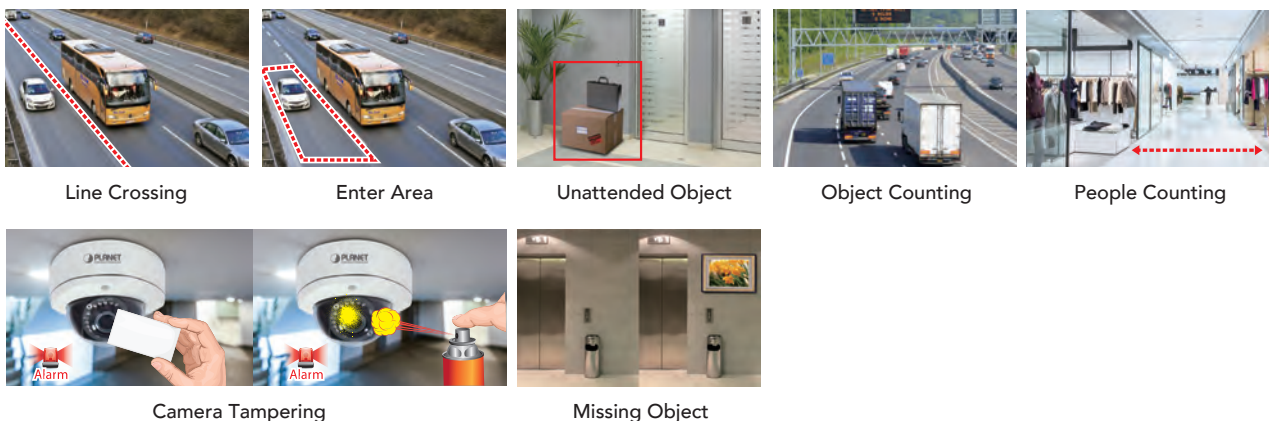 Line Crossing
Enter Area
Unattended Object
Object Counting
People Counting
PLANET
PLANET
Alarm
Alarm
Camera Tampering
Missing Object